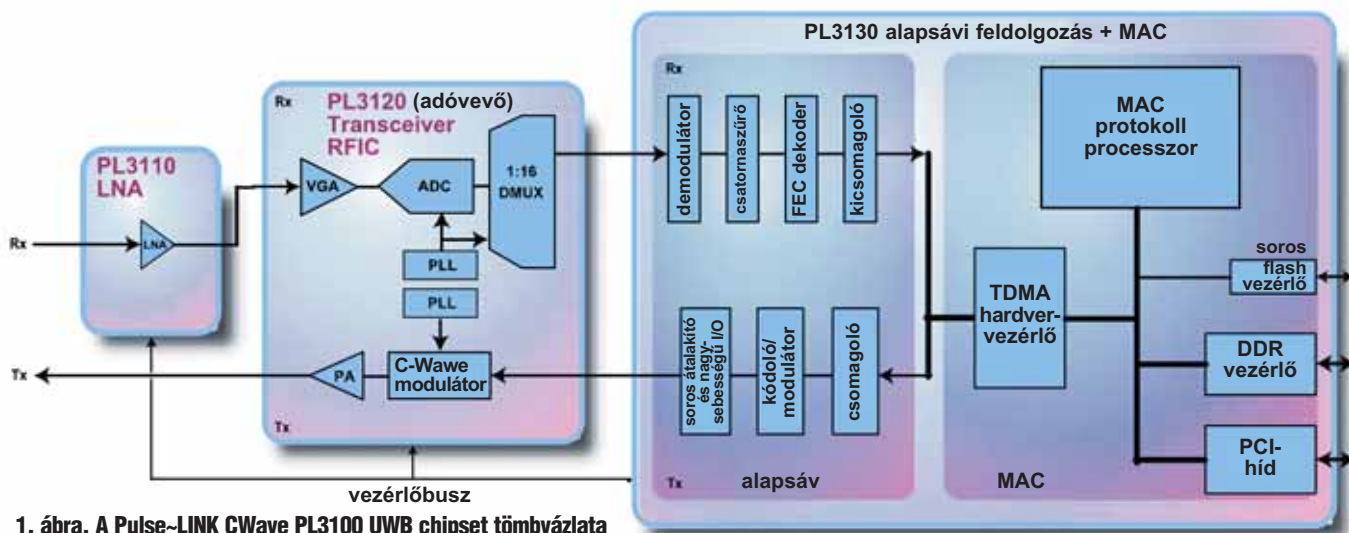 PL3130 alapsávi feldolgozás + MAC
Rx
PL3120 (adóvevő)
Transceiver
RFIC
VGA
ADC
1:16
DMUX
PLL
PLL
C-Wawe
modulátor
PA
Tx
PL3110
LNA
LNA
Rx
Tx
Rx
demodulátor
csatornaszűrő
FEC dekoder
kicsomagoló
soros átalakító
és nagy-
sebességű I/O
kódoló/
modulátor
csomagoló
Tx
alapsáv
MAC
protokoll
processzor
TDMA
hardver-
vezérlő
soros
flash
vezérlő
DDR
vezérlő
PCI-
híd
MAC
vezérlőbusz
1. ábra. A Pulse~LINK CWave PL3100 UWB chipset tömbvázlata